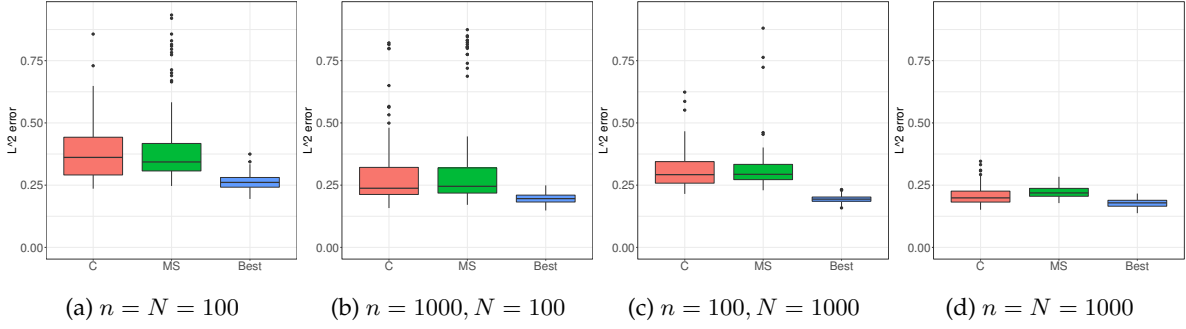 L^2 error
0.75
0.50
0.25
0.00
C MS Best
(a) n = N = 100
L^2 error
0.75
0.50
0.25
0.00
C MS Best
(b) n = 1000, N = 100
L^2 error
0.75
0.50
0.25
0.00
C MS Best
(c) n = 100, N = 1000
L^2 error
0.75
0.50
0.25
0.00
C MS Best
(d) n = N = 1000